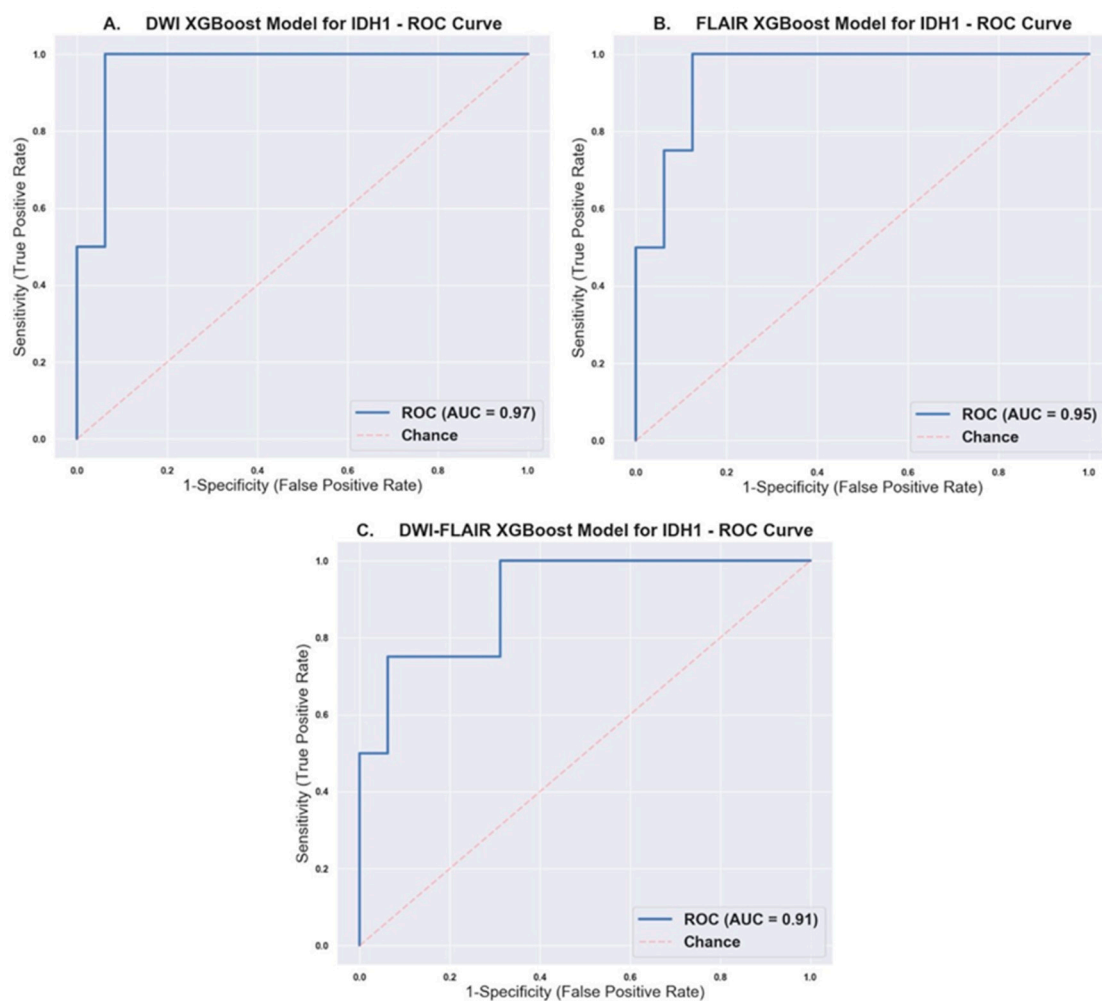 A. DWI XGBoost Model for IDH1 - ROC Curve
1.0
0.8
0.6
0.4
0.2
0.0
Sensitivity (True Positive Rate)
ROC (AUC = 0.97)
Chance
0.0 0.2 0.4 0.6 0.8 1.0
1-Specificity (False Positive Rate)
B. FLAIR XGBoost Model for IDH1 - ROC Curve
1.0
0.8
0.6
0.4
0.2
0.0
Sensitivity (True Positive Rate)
ROC (AUC = 0.95)
Chance
0.0 0.2 0.4 0.6 0.8 1.0
1-Specificity (False Positive Rate)
C. DWI-FLAIR XGBoost Model for IDH1 - ROC Curve
1.0
0.8
0.6
0.4
0.2
0.0
Sensitivity (True Positive Rate)
ROC (AUC = 0.91)
Chance
0.0 0.2 0.4 0.6 0.8 1.0
1-Specificity (False Positive Rate)